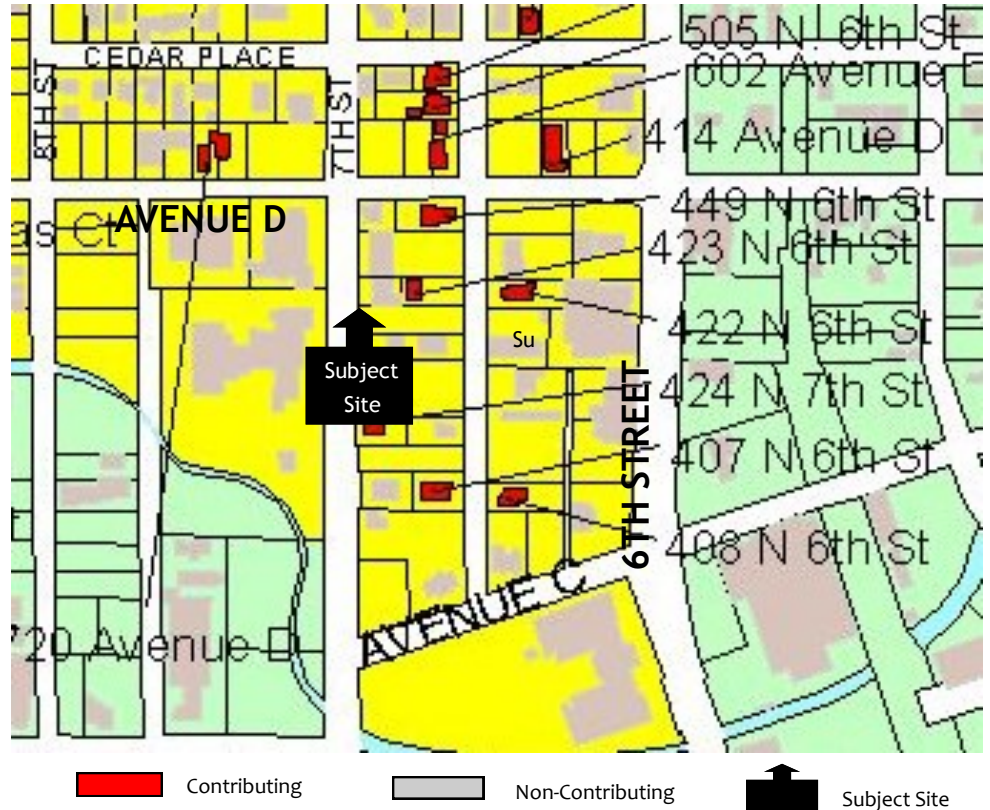 505 N. 6th St
CEDAR PLACE
602 Avenue D
8TH ST
7TH ST
414 Avenue D
449 N 6th St
AVENUE D
as Ct
423 N 6th St
422 N 6th St
Su
Subject
Site
424 N 7th St
6TH STREET
407 N 6th St
408 N 6th St
AVENUE C
720 Avenue D
Contributing
Non-Contributing
Subject Site